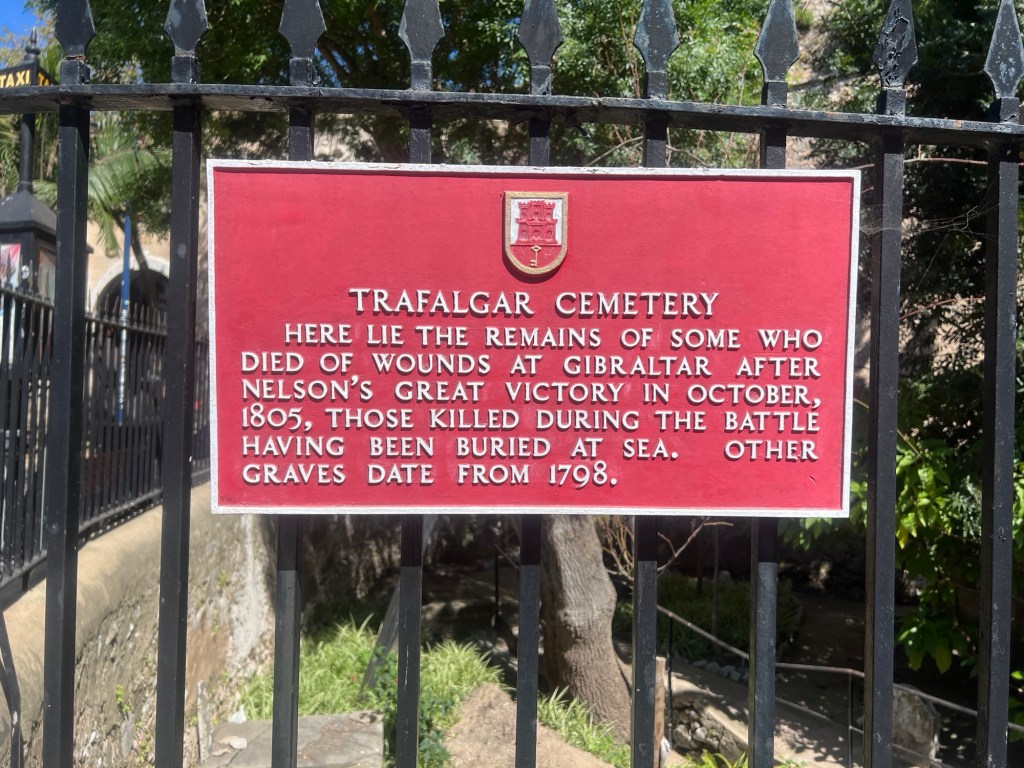 TAXI
TRAFALGAR CEMETERY
HERE LIE THE REMAINS OF SOME WHO
DIED OF WOUNDS AT GIBRALTAR AFTER
NELSON'S GREAT VICTORY IN OCTOBER,
1805, THOSE KILLED DURING THE BATTLE
HAVING BEEN BURIED AT SEA. OTHER
GRAVES DATE FROM 1798.